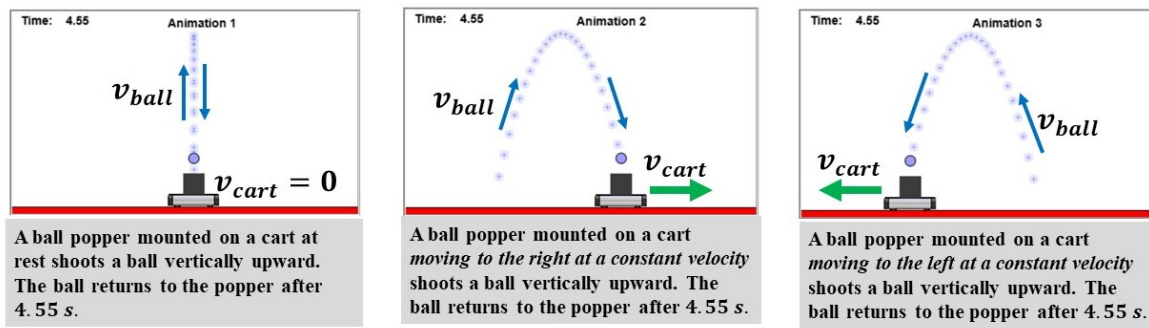 Time: 4.55
Animation 1
v_ball
v_cart = 0
A ball popper mounted on a cart at
rest shoots a ball vertically upward.
The ball returns to the popper after
4.55 s.
Time: 4.55
Animation 2
v_ball
v_cart
A ball popper mounted on a cart
moving to the right at a constant velocity
shoots a ball vertically upward. The
ball returns to the popper after 4.55 s.
Time: 4.55
Animation 3
v_ball
v_cart
A ball popper mounted on a cart
moving to the left at a constant velocity
shoots a ball vertically upward. The
ball returns to the popper after 4.55 s.